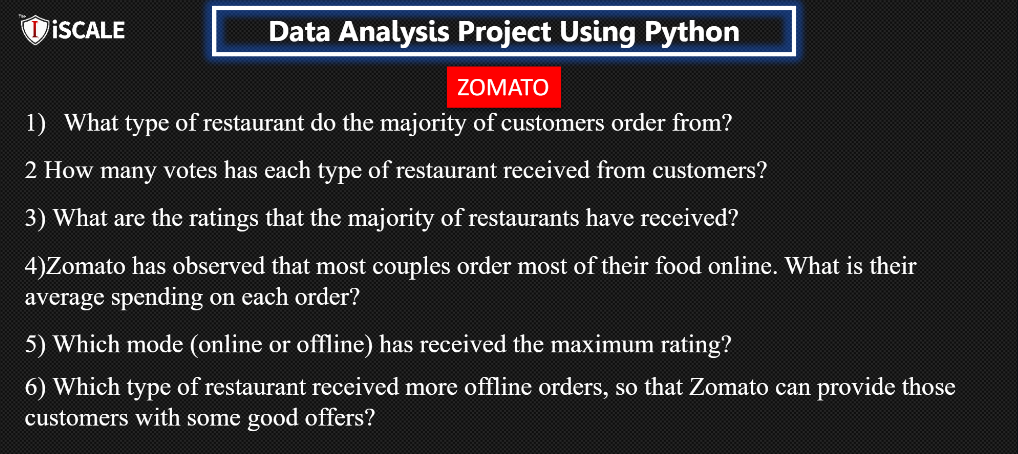 iSCALE
Data Analysis Project Using Python
ZOMATO
1) What type of restaurant do the majority of customers order from?
2 How many votes has each type of restaurant received from customers?
3) What are the ratings that the majority of restaurants have received?
4)Zomato has observed that most couples order most of their food online. What is their
average spending on each order?
5) Which mode (online or offline) has received the maximum rating?
6) Which type of restaurant received more offline orders, so that Zomato can provide those
customers with some good offers?